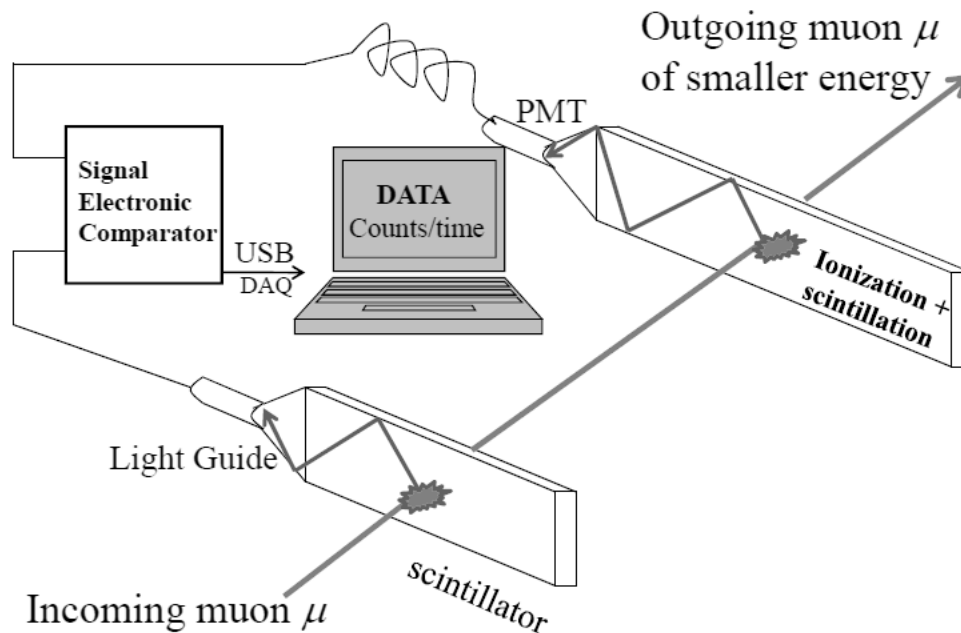 Outgoing muon μ
of smaller energy
PMT
Signal
Electronic
Comparator
DATA
Counts/time
USB
DAQ
Ionization +
scintillation
Light Guide
scintillator
Incoming muon μ